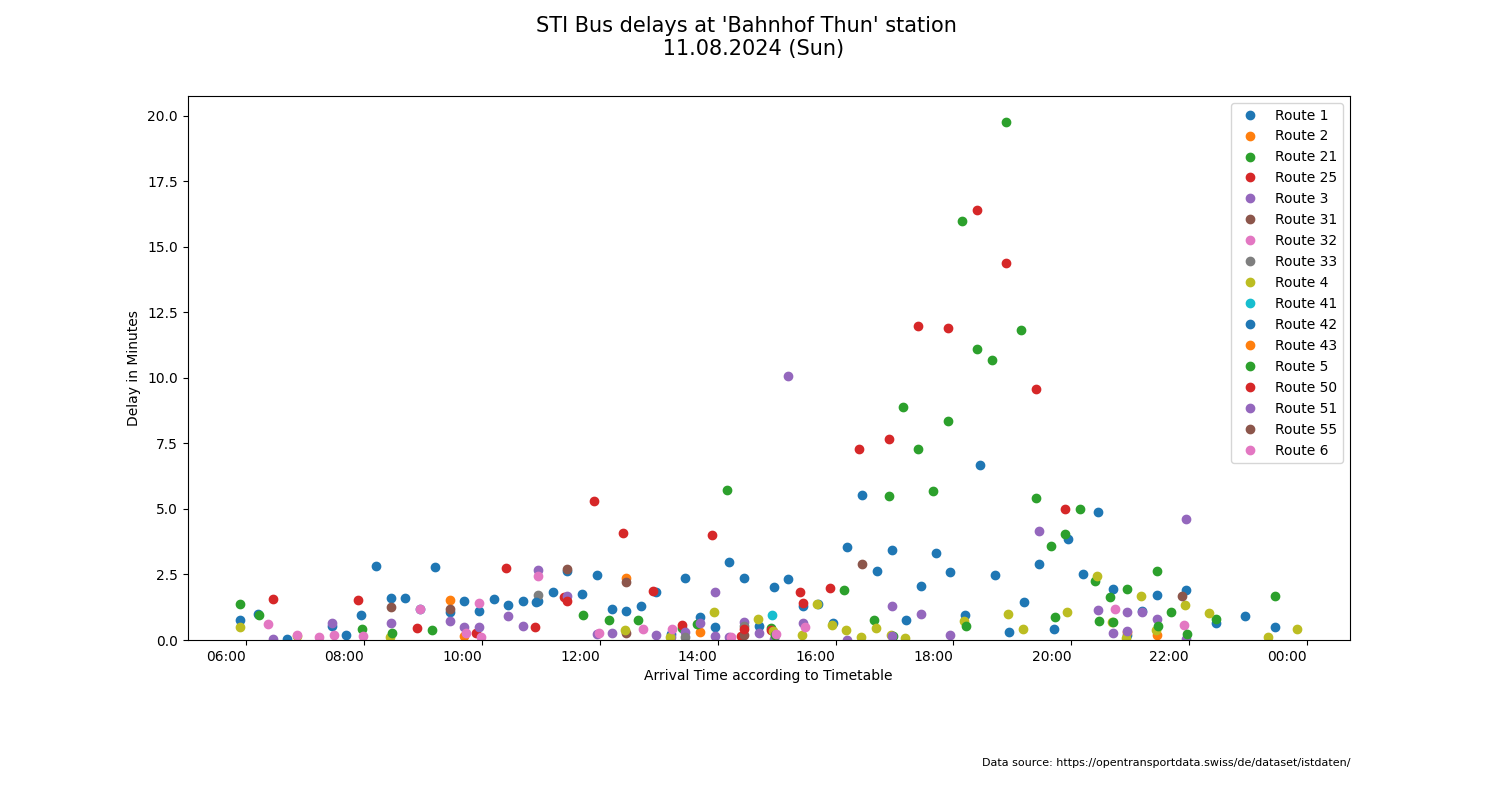 STI Bus delays at 'Bahnhof Thun' station
11.08.2024 (Sun)
Delay in Minutes
20.0
17.5
15.0
12.5
10.0
7.5
5.0
2.5
0.0
Route 1
Route 2
Route 21
Route 25
Route 3
Route 31
Route 32
Route 33
Route 4
Route 41
Route 42
Route 43
Route 5
Route 50
Route 51
Route 55
Route 6
06:00 08:00 10:00 12:00 14:00 16:00 18:00 20:00 22:00 00:00
Arrival Time according to Timetable
Data source: https://opentransportdata.swiss/de/dataset/istdaten/